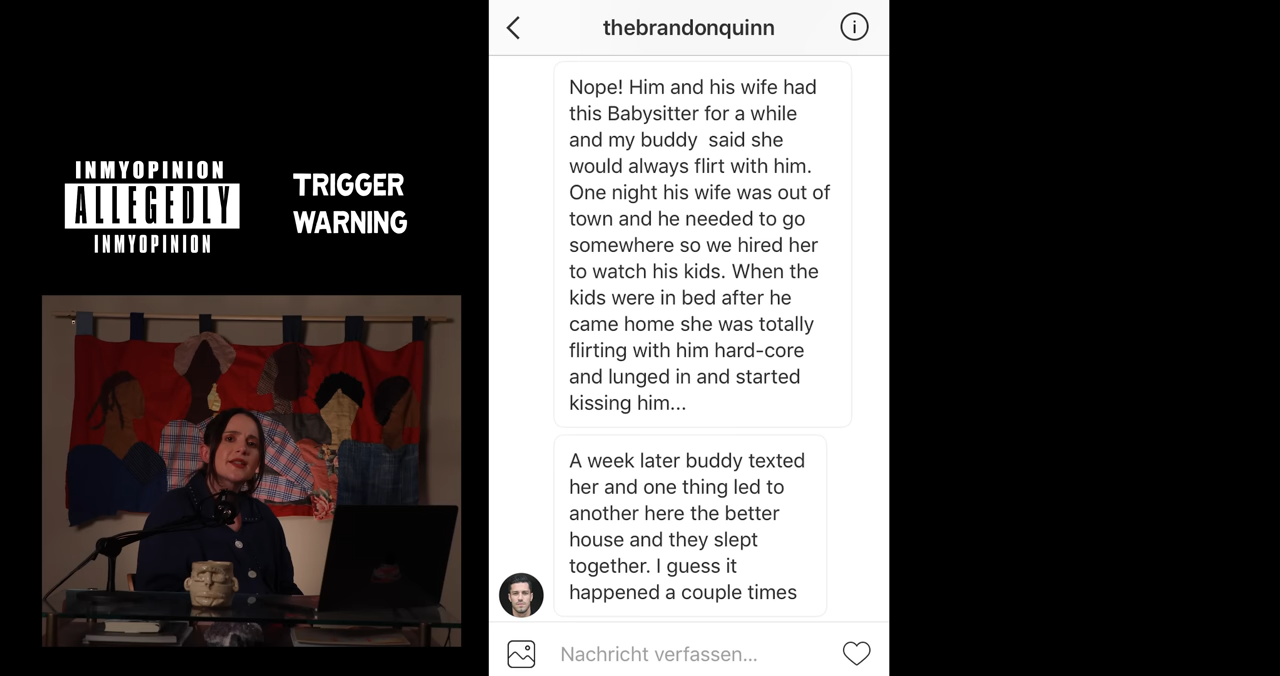 INMYOPINION
ALLEGEDLY
INMYOPINION
TRIGGER
WARNING
thebrandonquinn
Nope! Him and his wife had
this Babysitter for a while
and my buddy  said she
would always flirt with him.
One night his wife was out of
town and he needed to go
somewhere so we hired her
to watch his kids. When the
kids were in bed after he
came home she was totally
flirting with him hard-core
and lunged in and started
kissing him...
A week later buddy texted
her and one thing led to
another here the better
house and they slept
together. I guess it
happened a couple times
Nachricht verfassen...